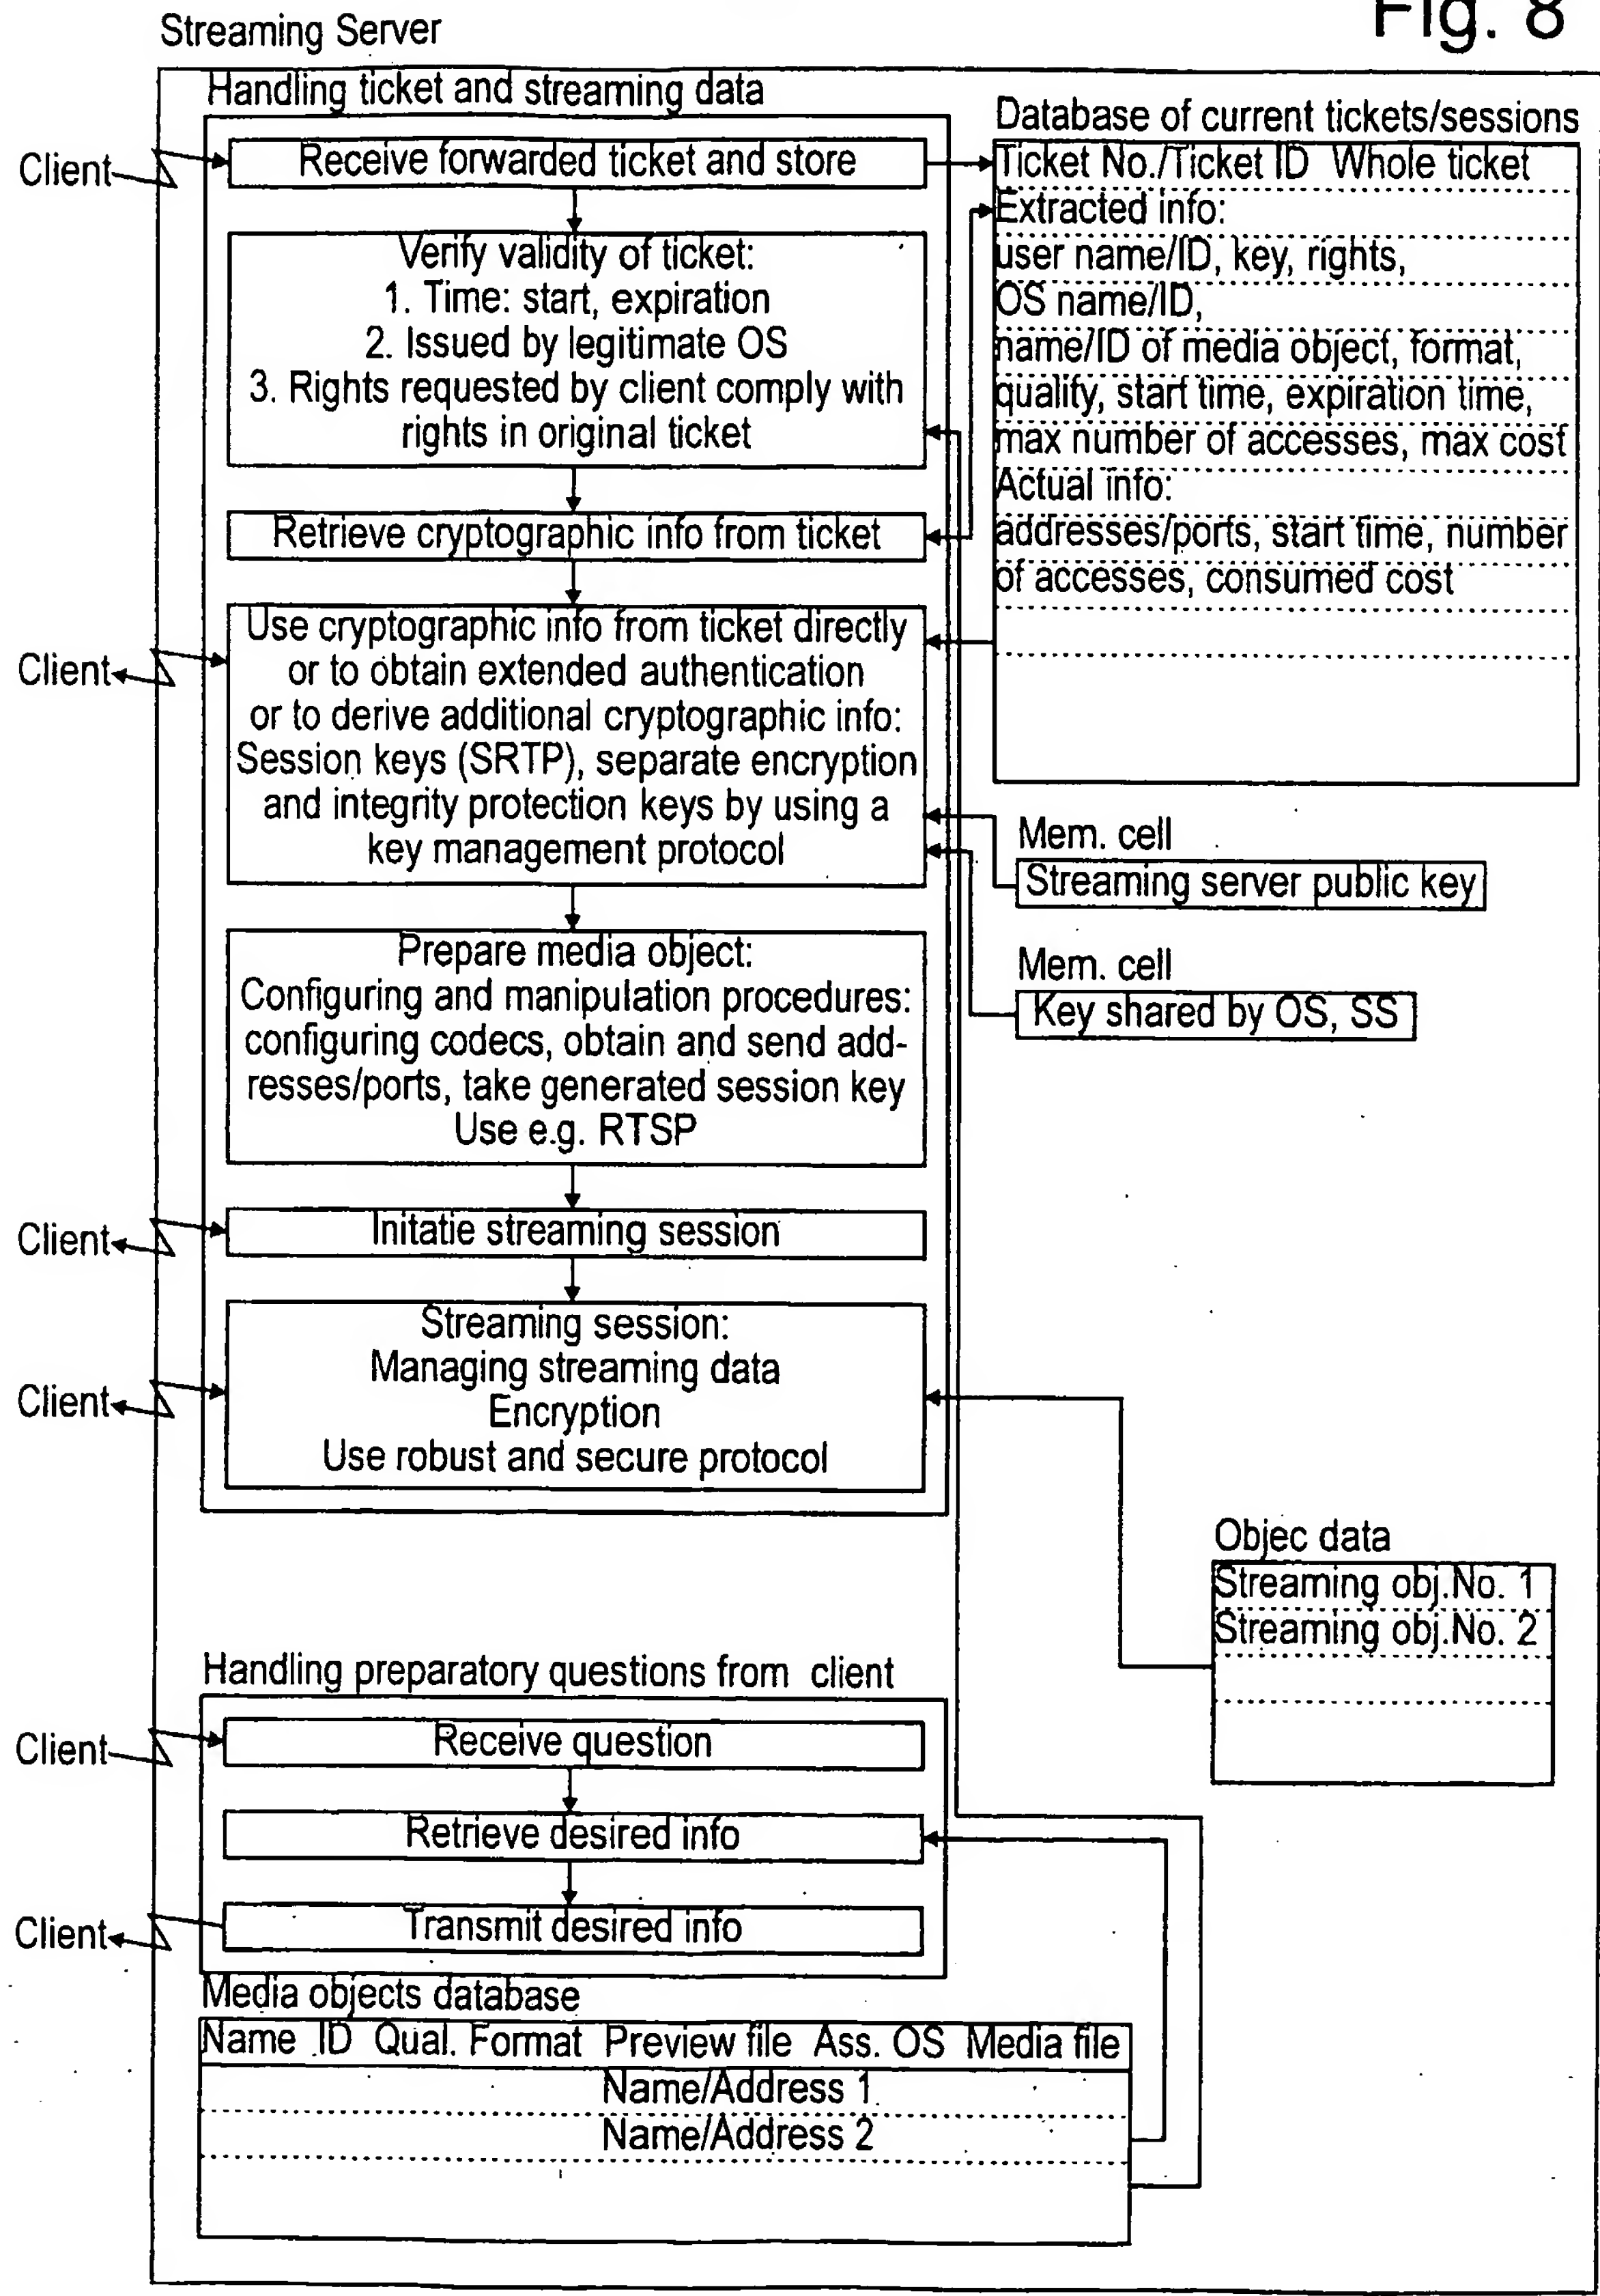 Fig. 8
Streaming Server
Handling ticket and streaming data
Client
Receive forwarded ticket and store
Verify validity of ticket:
1. Time: start, expiration
2. Issued by legitimate OS
3. Rights requested by client comply with
rights in original ticket
Retrieve cryptographic info from ticket
Client
Use cryptographic info from ticket directly
or to obtain extended authentication
or to derive additional cryptographic info:
Session keys (SRTP), separate encryption
and integrity protection keys by using a
key management protocol
Prepare media object:
Configuring and manipulation procedures:
configuring codecs, obtain and send add-
resses/ports, take generated session key
Use e.g. RTSP
Client
Initatie streaming session
Client
Streaming session:
Managing streaming data
Encryption
Use robust and secure protocol
Database of current tickets/sessions
Ticket No./Ticket ID Whole ticket
Extracted info:
user name/ID, key, rights,
OS name/ID,
name/ID of media object, format,
qualify, start time, expiration time,
max number of accesses, max cost
Actual info:
addresses/ports, start time, number
of accesses, consumed cost
Mem. cell
Streaming server public key
Mem. cell
Key shared by OS, SS
Objec data
Streaming obj.No. 1
Streaming obj.No. 2
Handling preparatory questions from client
Client
Receive question
Retrieve desired info
Client
Transmit desired info
Media objects database
Name ID Qual. Format Preview file Ass. OS Media file
Name/Address 1
Name/Address 2